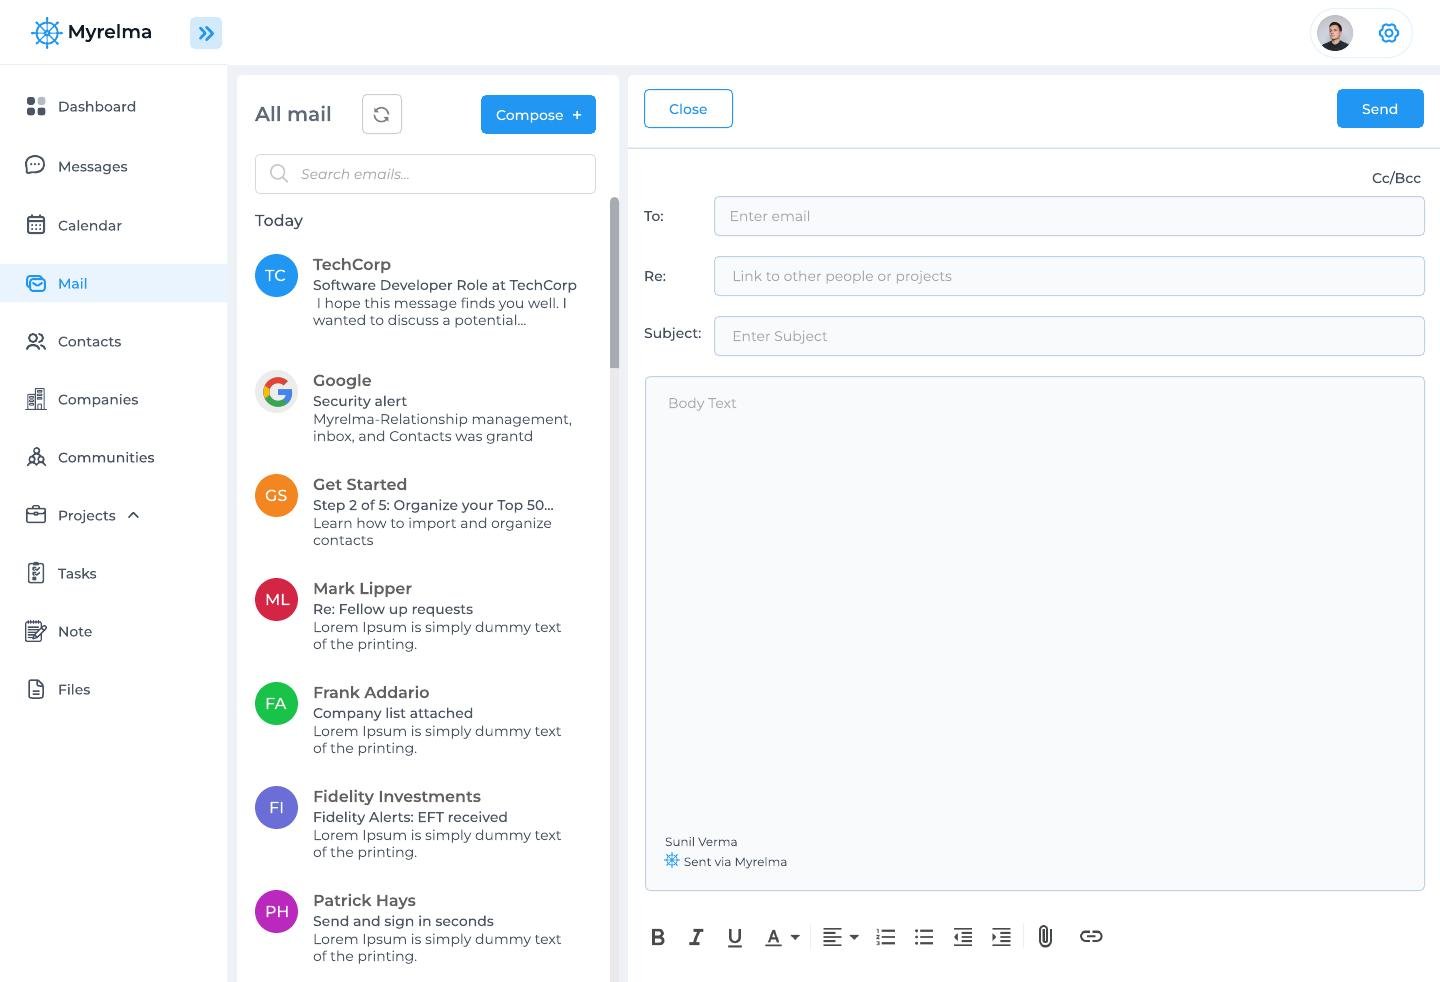 Myrelma
Dashboard
Messages
Calendar
Mail
Contacts
Companies
Communities
Projects
Tasks
Note
Files
All mail
Compose +
Search emails...
Today
TC
TechCorp
Software Developer Role at TechCorp
I hope this message finds you well. I
wanted to discuss a potential...
Google
Security alert
Myrelma-Relationship management,
inbox, and Contacts was grantd
GS
Get Started
Step 2 of 5: Organize your Top 50...
Learn how to import and organize
contacts
ML
Mark Lipper
Re: Fellow up requests
Lorem Ipsum is simply dummy text
of the printing.
FA
Frank Addario
Company list attached
Lorem Ipsum is simply dummy text
of the printing.
FI
Fidelity Investments
Fidelity Alerts: EFT received
Lorem Ipsum is simply dummy text
of the printing.
PH
Patrick Hays
Send and sign in seconds
Lorem Ipsum is simply dummy text
of the printing.
Close
Send
Cc/Bcc
To:
Enter email
Re:
Link to other people or projects
Subject:
Enter Subject
Body Text
Sunil Verma
Sent via Myrelma
B I U A